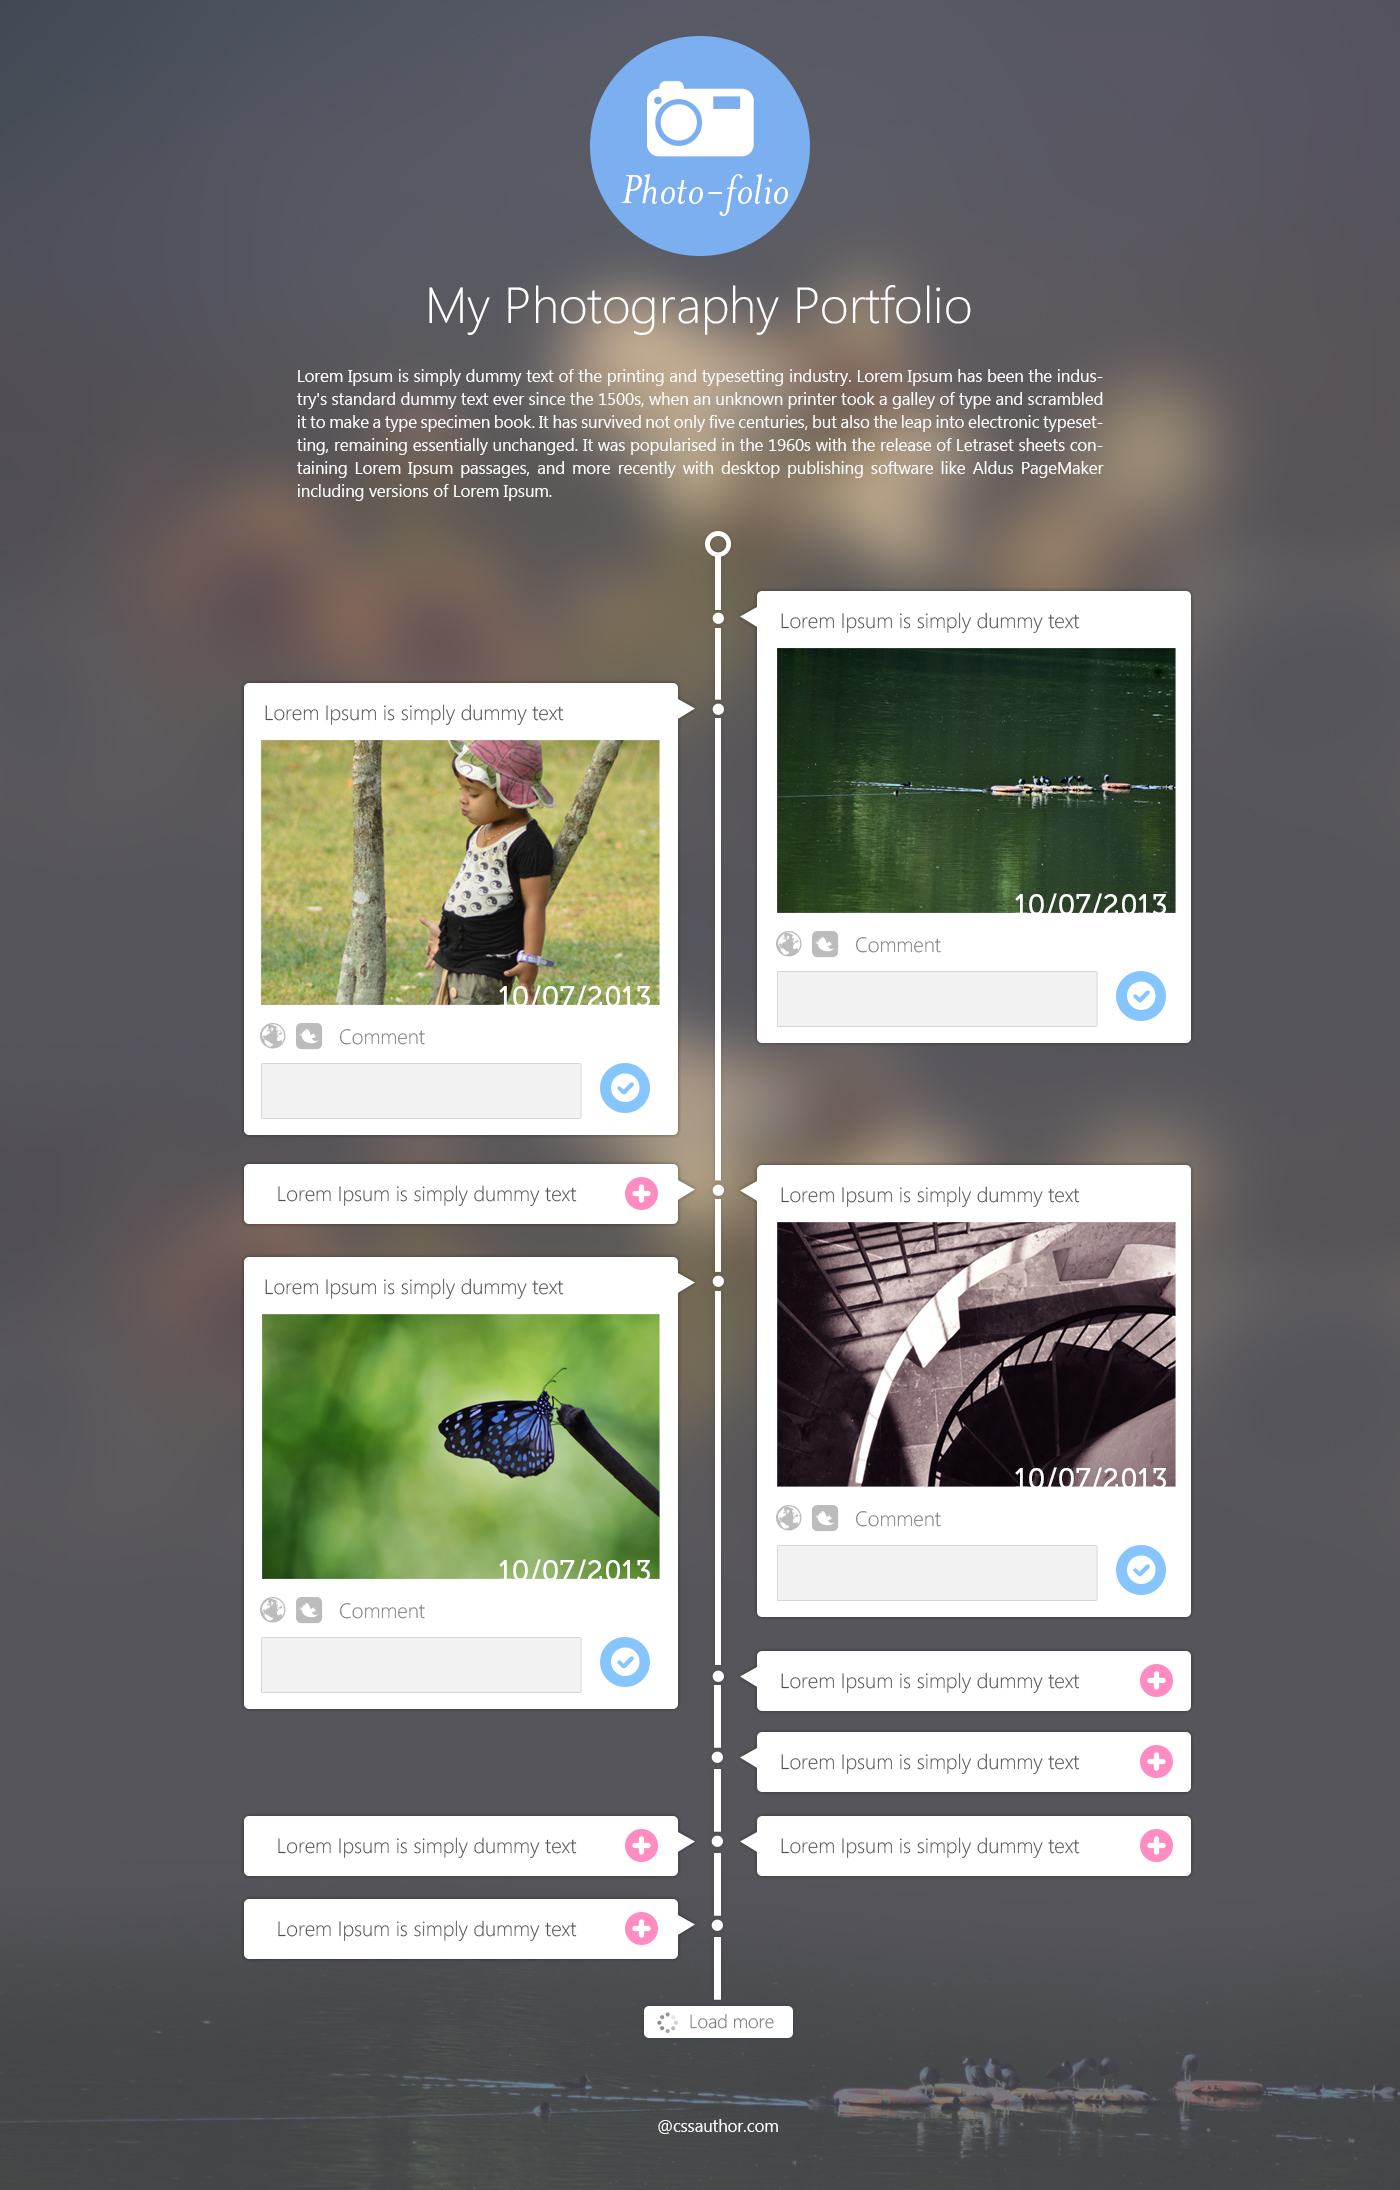 Photo-folio
My Photography Portfolio
Lorem Ipsum is simply dummy text of the printing and typesetting industry. Lorem Ipsum has been the indus-
try's standard dummy text ever since the 1500s, when an unknown printer took a galley of type and scrambled
it to make a type specimen book. It has survived not only five centuries, but also the leap into electronic typeset-
ting, remaining essentially unchanged. It was popularised in the 1960s with the release of Letraset sheets con-
taining Lorem Ipsum passages, and more recently with desktop publishing software like Aldus PageMaker
including versions of Lorem Ipsum.
Lorem Ipsum is simply dummy text
10/07/2013
Comment
Lorem Ipsum is simply dummy text
10/07/2013
Comment
Lorem Ipsum is simply dummy text
Lorem Ipsum is simply dummy text
10/07/2013
Comment
Lorem Ipsum is simply dummy text
10/07/2013
Comment
Lorem Ipsum is simply dummy text
Lorem Ipsum is simply dummy text
Lorem Ipsum is simply dummy text
Lorem Ipsum is simply dummy text
Lorem Ipsum is simply dummy text
Load more
@cssauthor.com